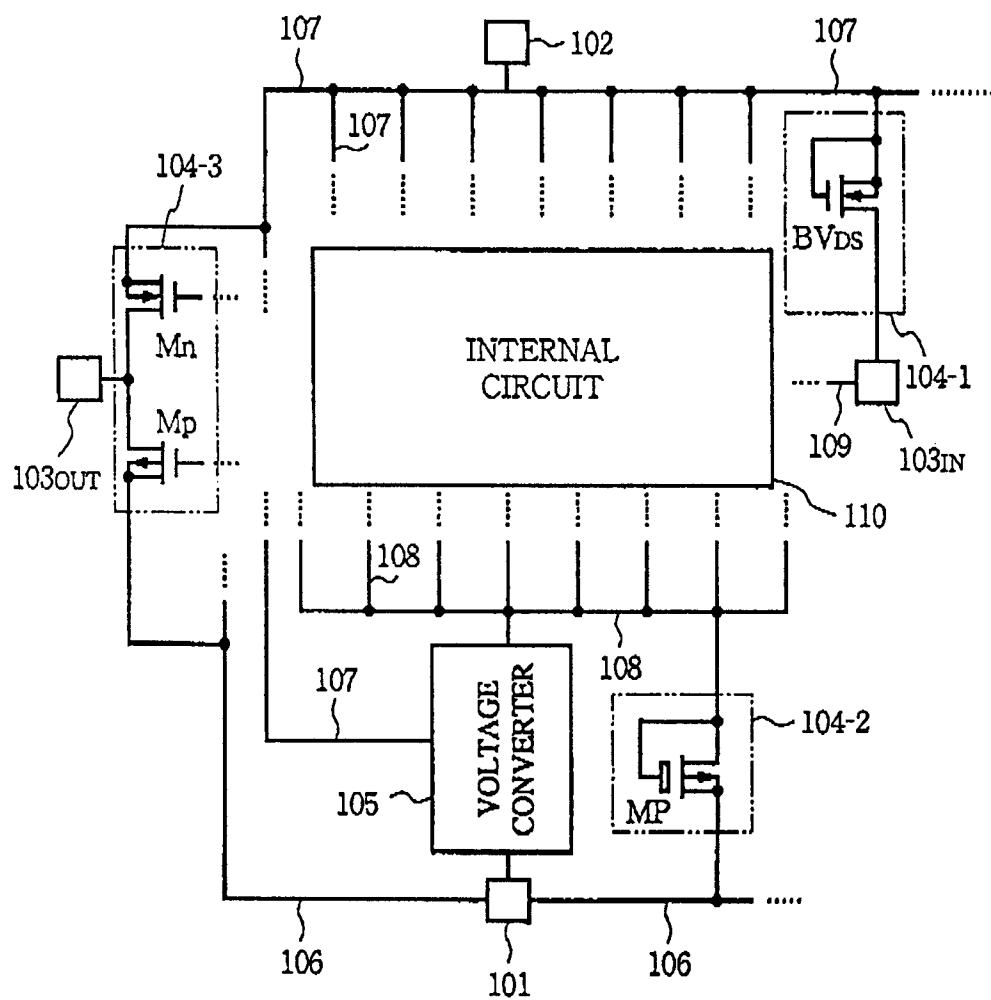 107
102
107
107
104-3
BVDS
INTERNAL
CIRCUIT
Mn
104-1
Mp
109
103OUT
103IN
110
108
108
107
104-2
VOLTAGE
CONVERTER
105
MP
106
106
101